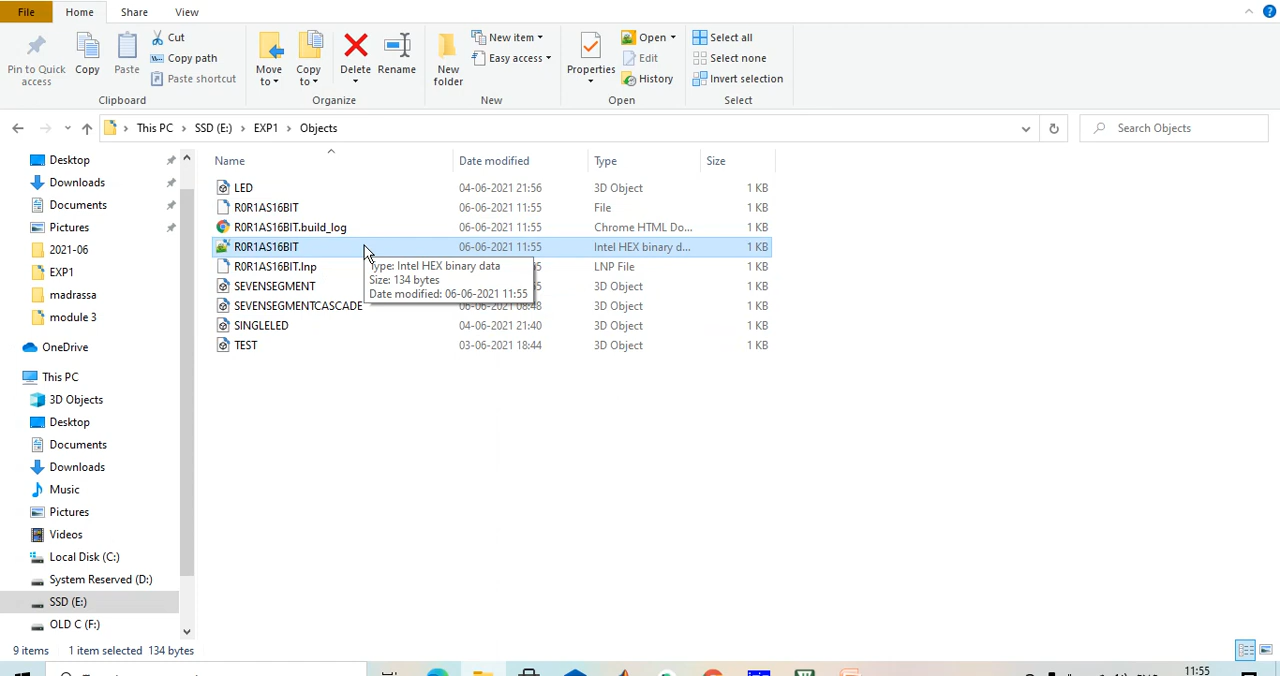 File Home Share View
Pin to Quick access
Copy
Paste
Cut
Copy path
Paste shortcut
Clipboard
Move to
Copy to
Delete
Rename
Organize
New folder
New item
Easy access
New
Properties
Open
Edit
History
Open
Select all
Select none
Invert selection
Select
This PC > SSD (E:) > EXP1 > Objects
Search Objects
Desktop
Downloads
Documents
Pictures
2021-06
EXP1
madrassa
module 3
OneDrive
This PC
3D Objects
Desktop
Documents
Downloads
Music
Pictures
Videos
Local Disk (C:)
System Reserved (D:)
SSD (E:)
OLD C (F:)
Name Date modified Type Size
LED 04-06-2021 21:56 3D Object 1 KB
R0R1AS16BIT 06-06-2021 11:55 File 1 KB
R0R1AS16BIT.build_log 06-06-2021 11:55 Chrome HTML Do... 1 KB
R0R1AS16BIT 06-06-2021 11:55 Intel HEX binary d... 1 KB
R0R1AS16BIT.lnp LNP File 1 KB
SEVENSEGMENT 3D Object 1 KB
SEVENSEGMENTCASCADE 06-06-2021 08:48 3D Object 1 KB
SINGLELED 04-06-2021 21:40 3D Object 1 KB
TEST 03-06-2021 18:44 3D Object 1 KB
Type: Intel HEX binary data
Size: 134 bytes
Date modified: 06-06-2021 11:55
9 items 1 item selected 134 bytes
11:55